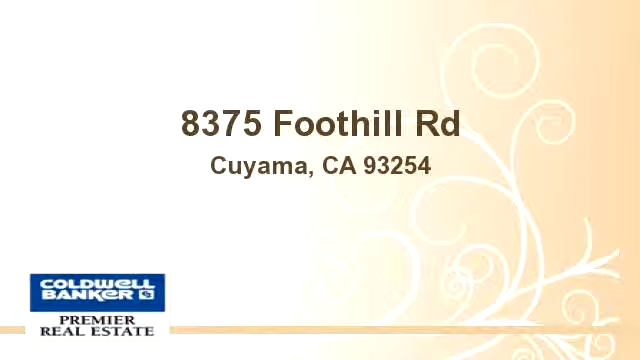 8375 Foothill Rd
Cuyama, CA 93254
COLDWELL
BANKER
PREMIER
REAL ESTATE